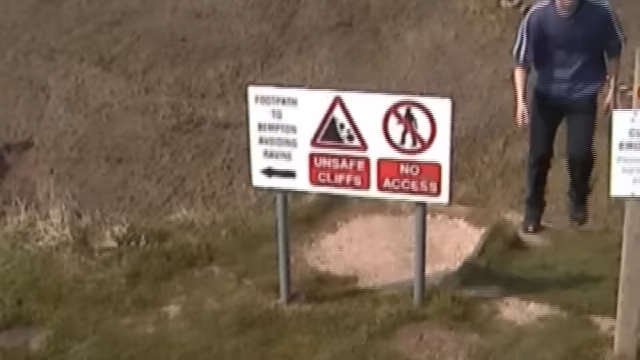 FOOTPATH
TO
BEMPTON
AVOIDING
RAVINE
UNSAFE
CLIFFS
NO
ACCESS